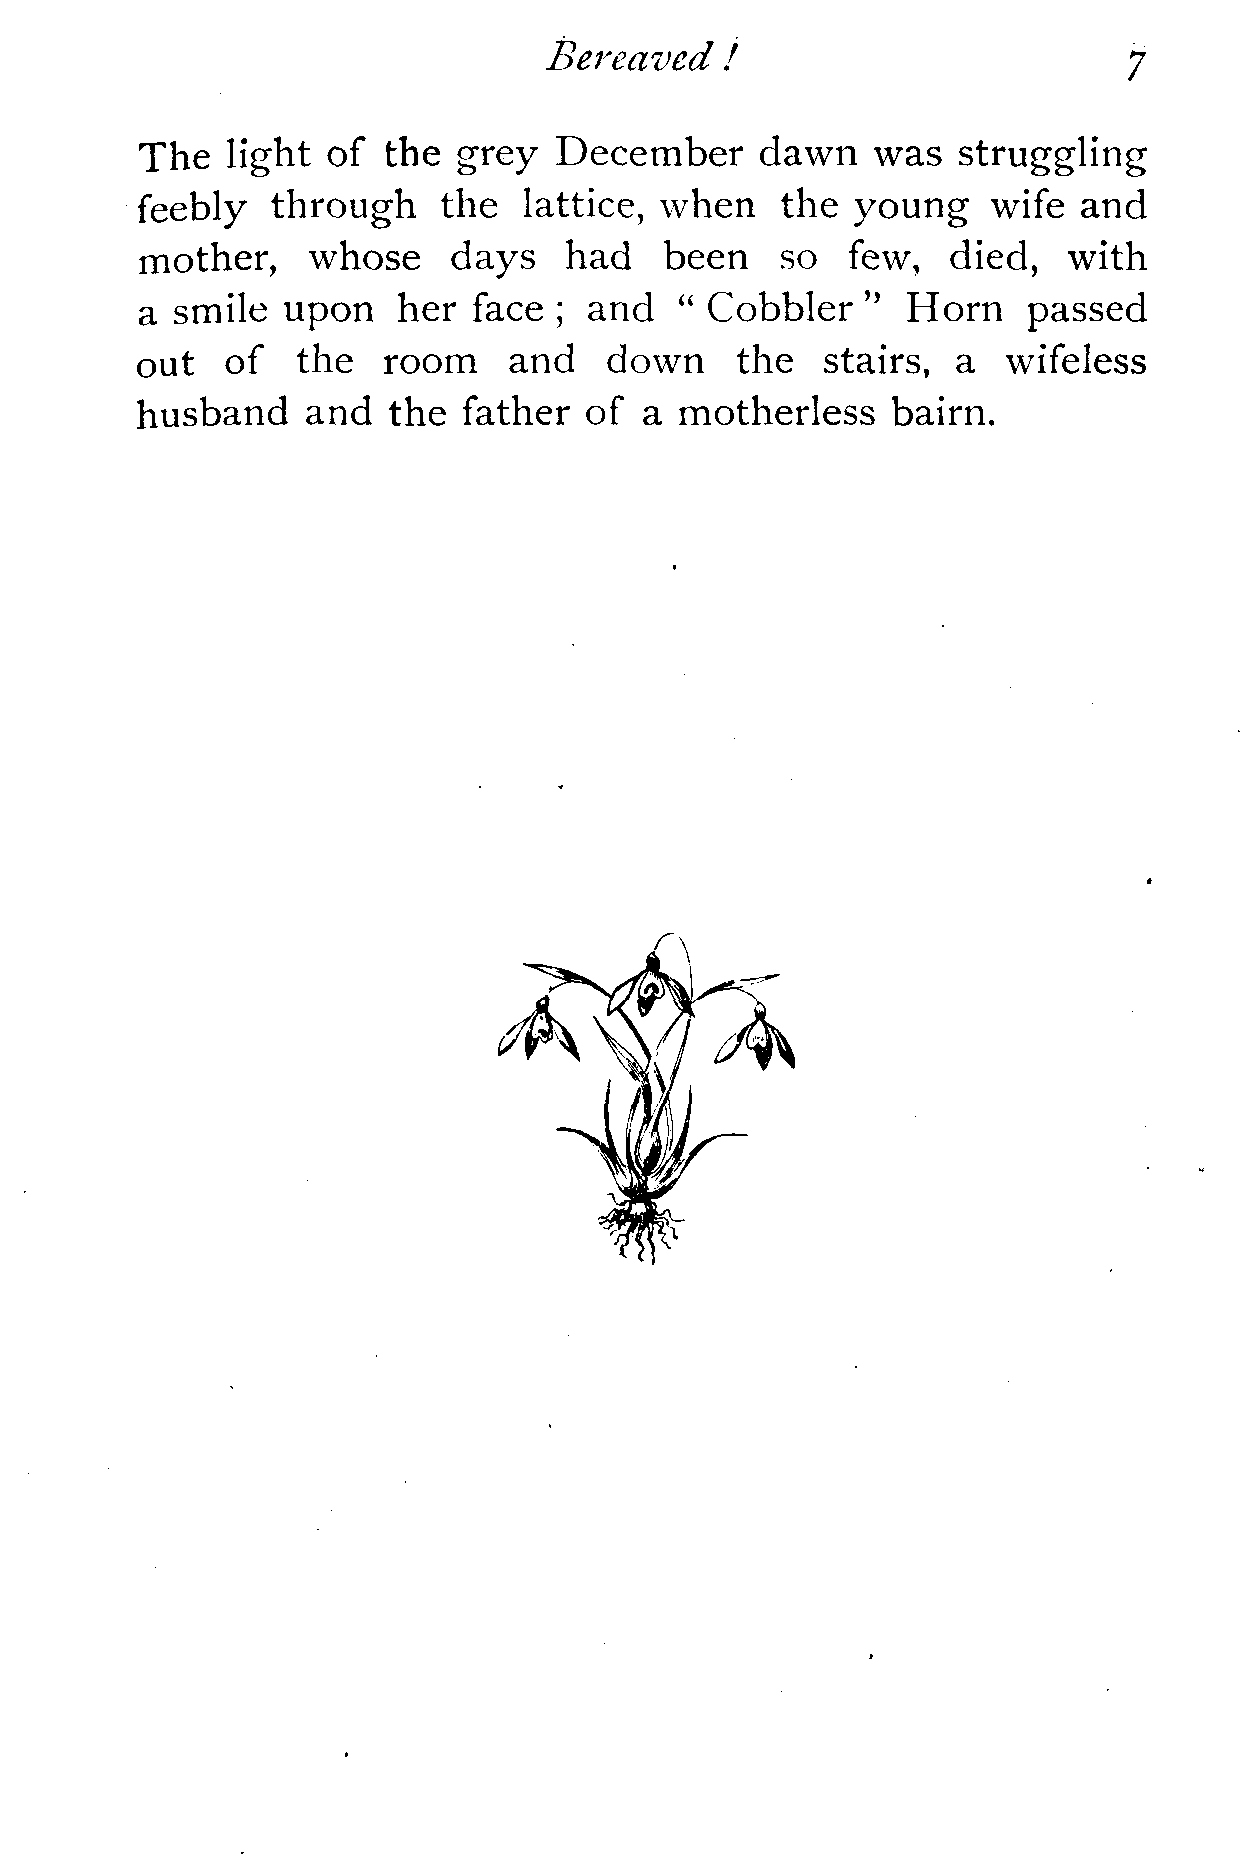 Bereaved ! 7
The light of the grey December dawn was struggling
feebly through the lattice, when the young wife and
mother, whose days had been so few, died, with
a smile upon her face ; and “ Cobbler ” Horn passed
out of the room and down the stairs, a wifeless
husband and the father of a motherless bairn.